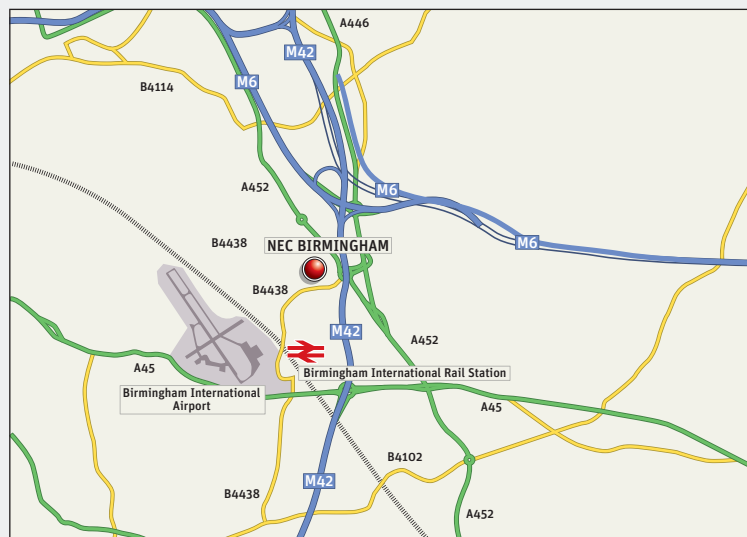 A446
M42
M6
B4114
A452
M6
B4438
NEC BIRMINGHAM
M6
B4438
M42
A452
A45
Birmingham International Rail Station
Birmingham International
Airport
A45
B4102
M42
B4438
A452